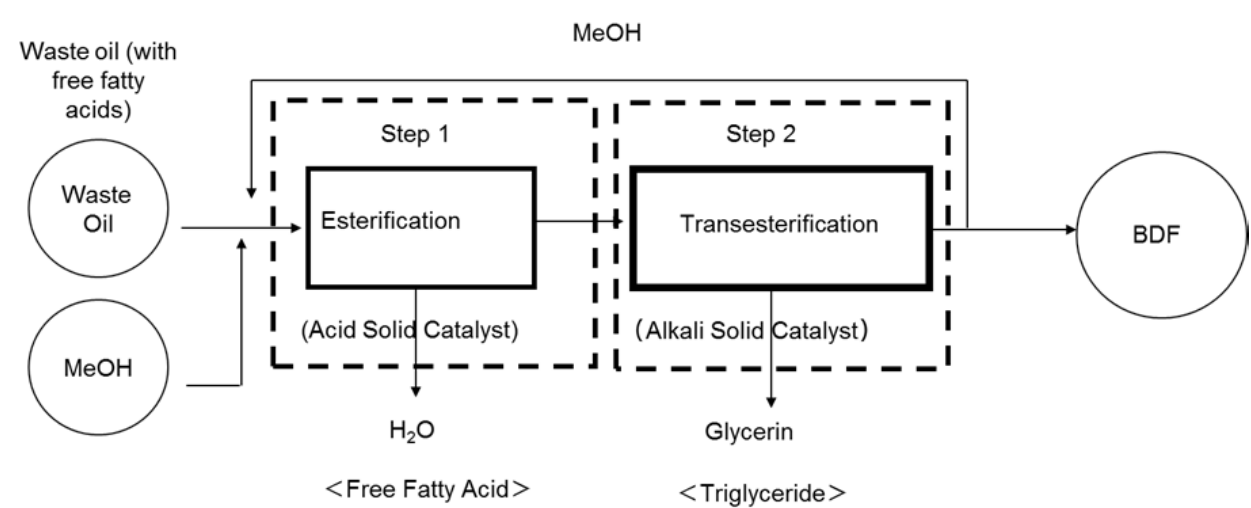 MeOH
Waste oil (with
free fatty
acids)
Step 1
Step 2
Waste
Oil
Esterification
Transesterification
BDF
(Acid Solid Catalyst)
（Alkali Solid Catalyst）
MeOH
H₂O
Glycerin
＜Free Fatty Acid＞
＜Triglyceride＞